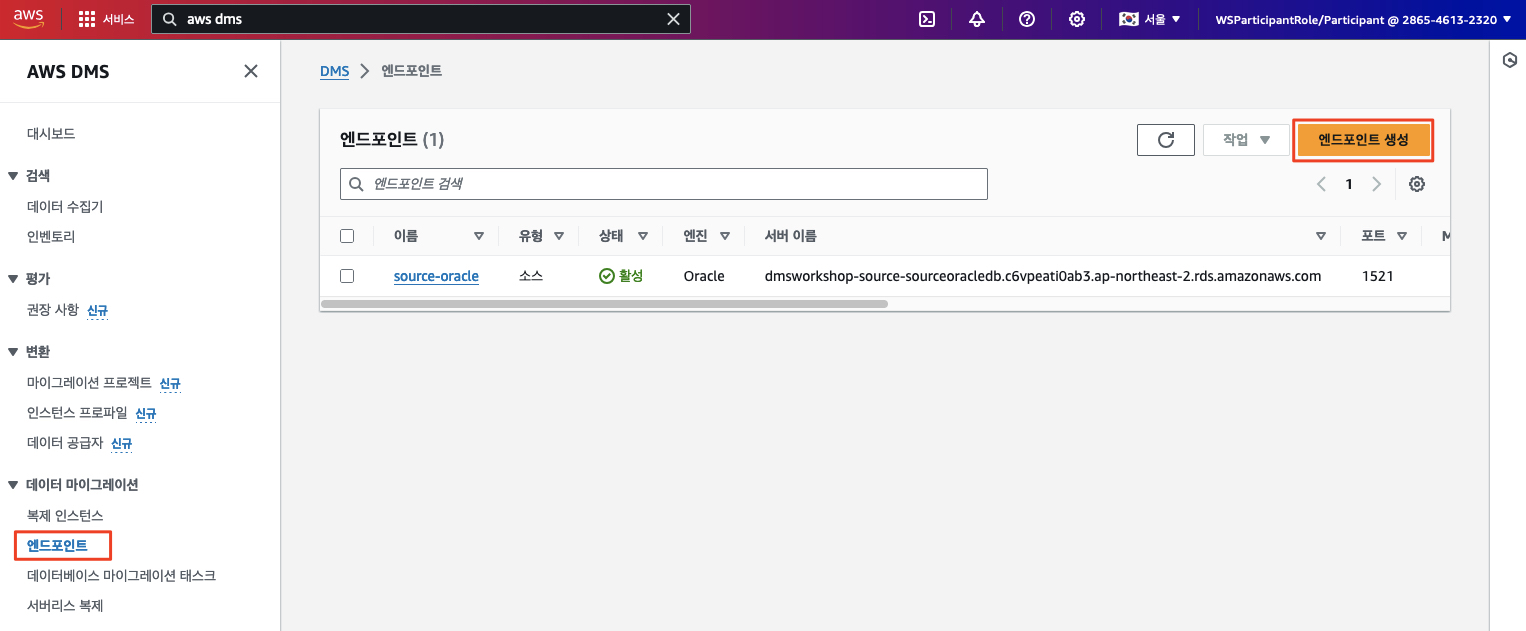 aws 서비스 aws dms 서울 WSParticipantRole/Participant @ 2865-4613-2320
AWS DMS
대시보드
검색
데이터 수집기
인벤토리
평가
권장 사항 신규
변환
마이그레이션 프로젝트 신규
인스턴스 프로파일 신규
데이터 공급자 신규
데이터 마이그레이션
복제 인스턴스
엔드포인트
데이터베이스 마이그레이션 태스크
서버리스 복제
DMS 엔드포인트
엔드포인트 (1) 작업 엔드포인트 생성
엔드포인트 검색 1
이름 유형 상태 엔진 서버 이름 포트
source-oracle 소스 활성 Oracle dmsworkshop-source-sourceoracledb.c6vpeati0ab3.ap-northeast-2.rds.amazonaws.com 1521